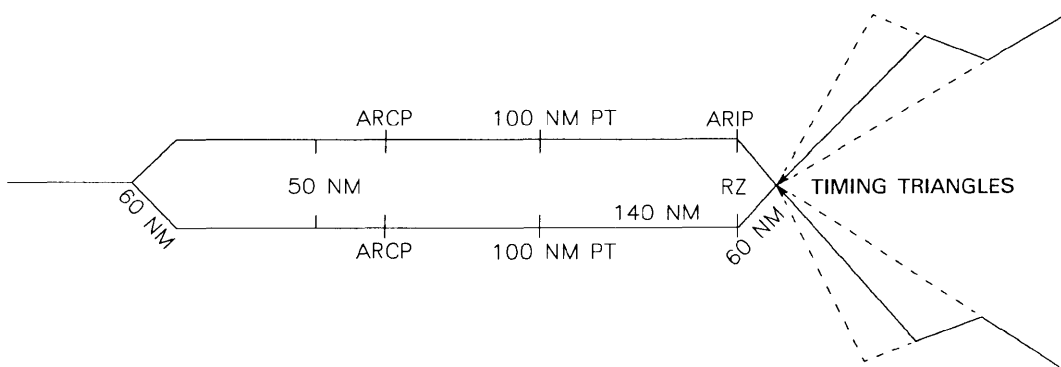 ARCP 100 NM PT ARIP
60 NM 50 NM RZ TIMING TRIANGLES
140 NM 60 NM
ARCP 100 NM PT